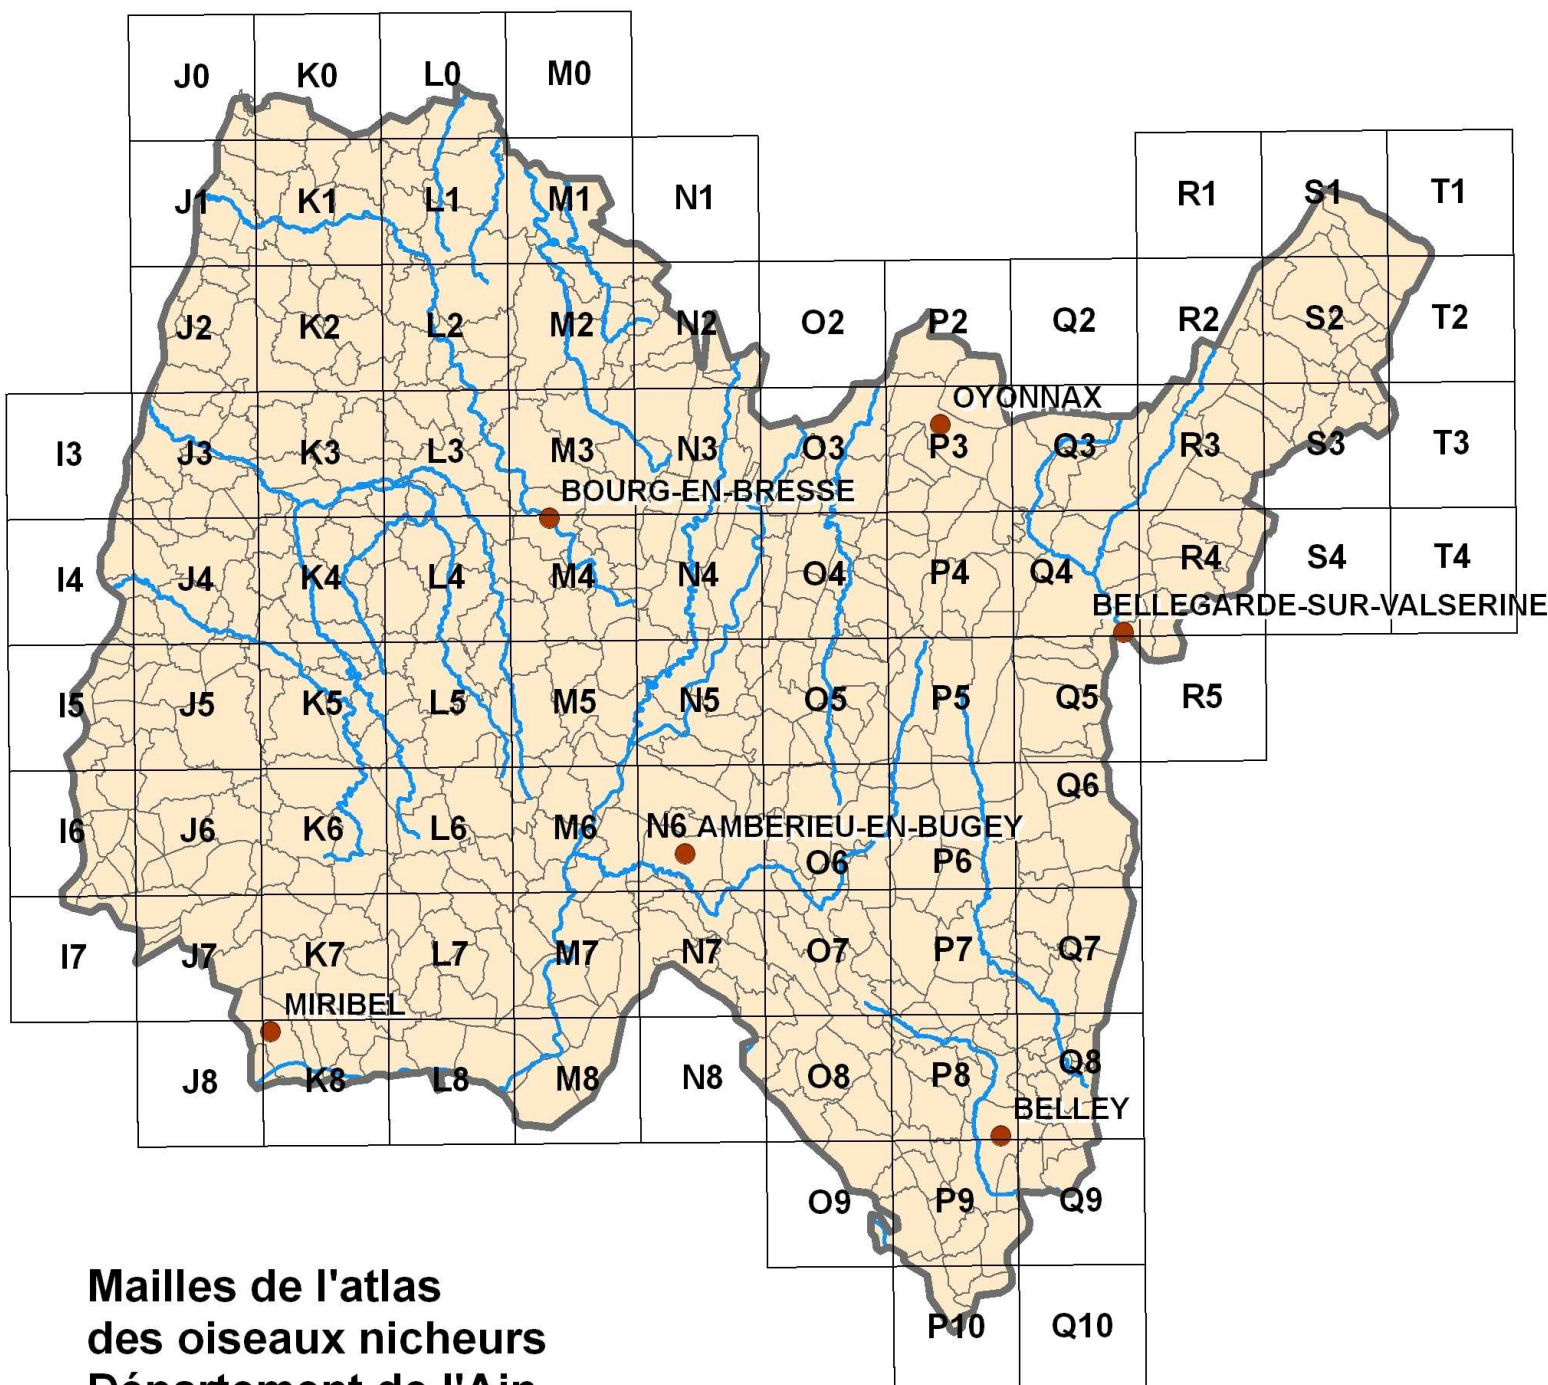 J0 K0 L0 M0
J1 K1 L1 M1 N1 R1 S1 T1
J2 K2 L2 M2 N2 O2 P2 Q2 R2 S2 T2
OYONNAX
I3 J3 K3 L3 M3 N3 O3 P3 Q3 R3 S3 T3
BOURG-EN-BRESSE
I4 J4 K4 L4 M4 N4 O4 P4 Q4 R4 S4 T4
BELLEGARDE-SUR-VALSERINE
I5 J5 K5 L5 M5 N5 O5 P5 Q5 R5
Q6
I6 J6 K6 L6 M6 N6 AMBERIEU-EN-BUGEY
O6 P6
I7 J7 K7 L7 M7 N7 O7 P7 Q7
MIRIBEL
J8 K8 L8 M8 N8 O8 P8 Q8
BELLEY
O9 P9 Q9
P10 Q10
Mailles de l'atlas
des oiseaux nicheurs
Département de l'Ain